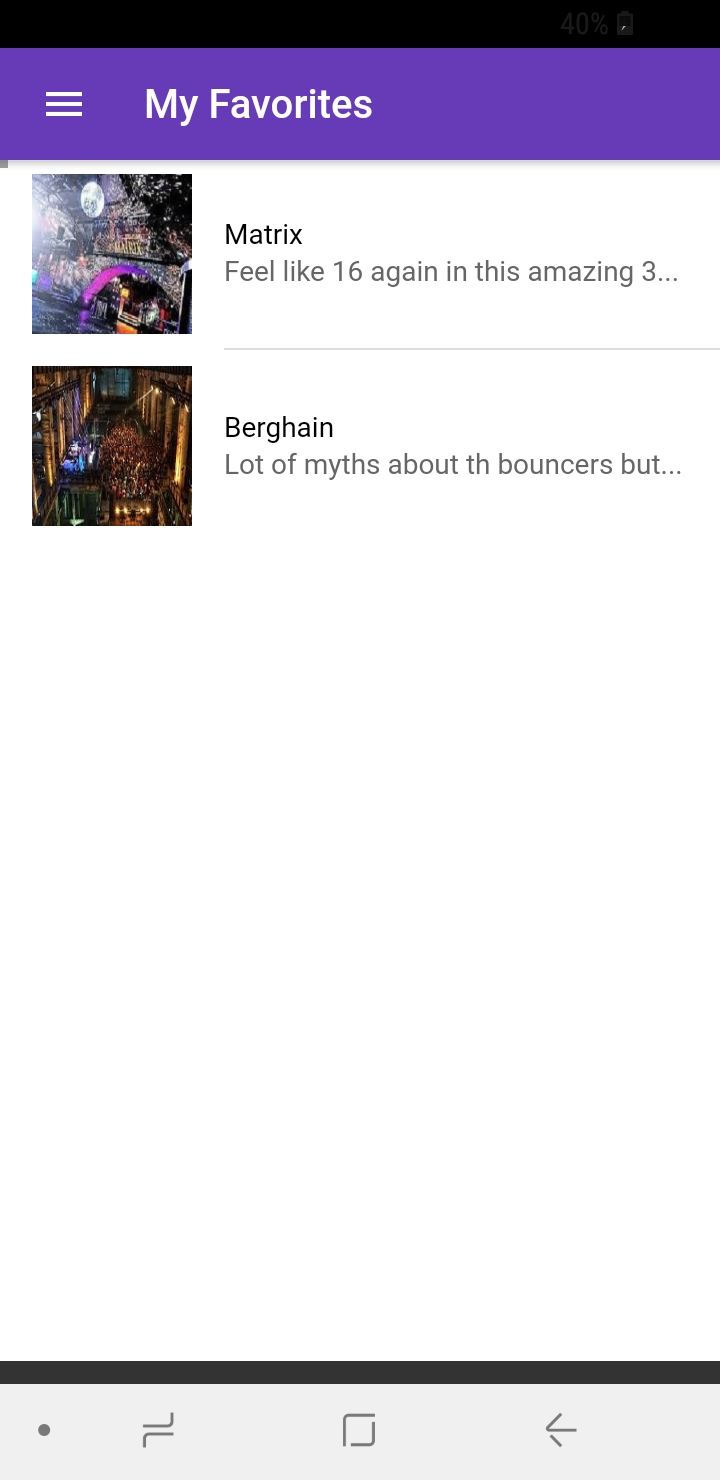 40%
My Favorites
Matrix
Feel like 16 again in this amazing 3...
Berghain
Lot of myths about th bouncers but...